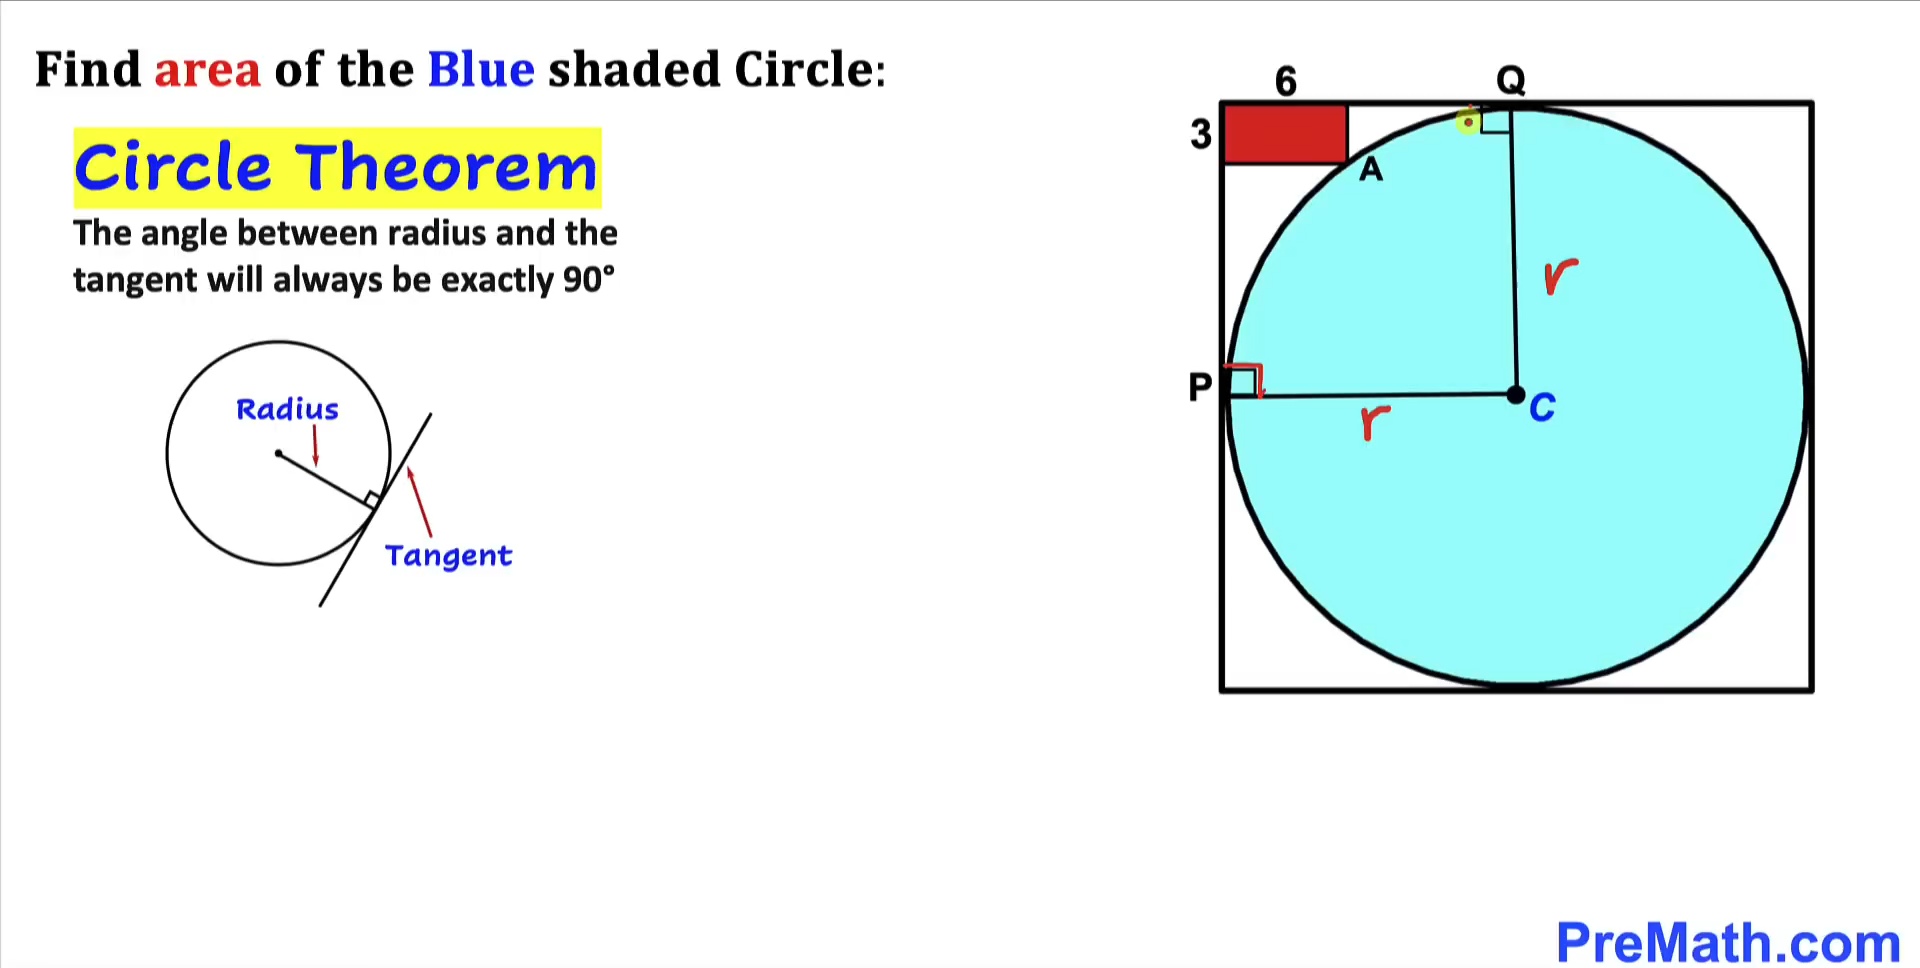 Find area of the Blue shaded Circle:
Circle Theorem
The angle between radius and the
tangent will always be exactly 90°
Radius
Tangent
6
Q
3
A
r
P
C
r
PreMath.com